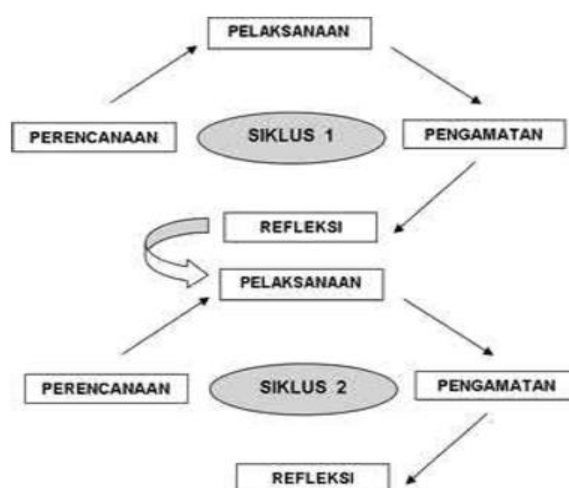 PELAKSANAAN
PERENCANAAN
SIKLUS 1
PENGAMATAN
REFLEKSI
PELAKSANAAN
PERENCANAAN
SIKLUS 2
PENGAMATAN
REFLEKSI